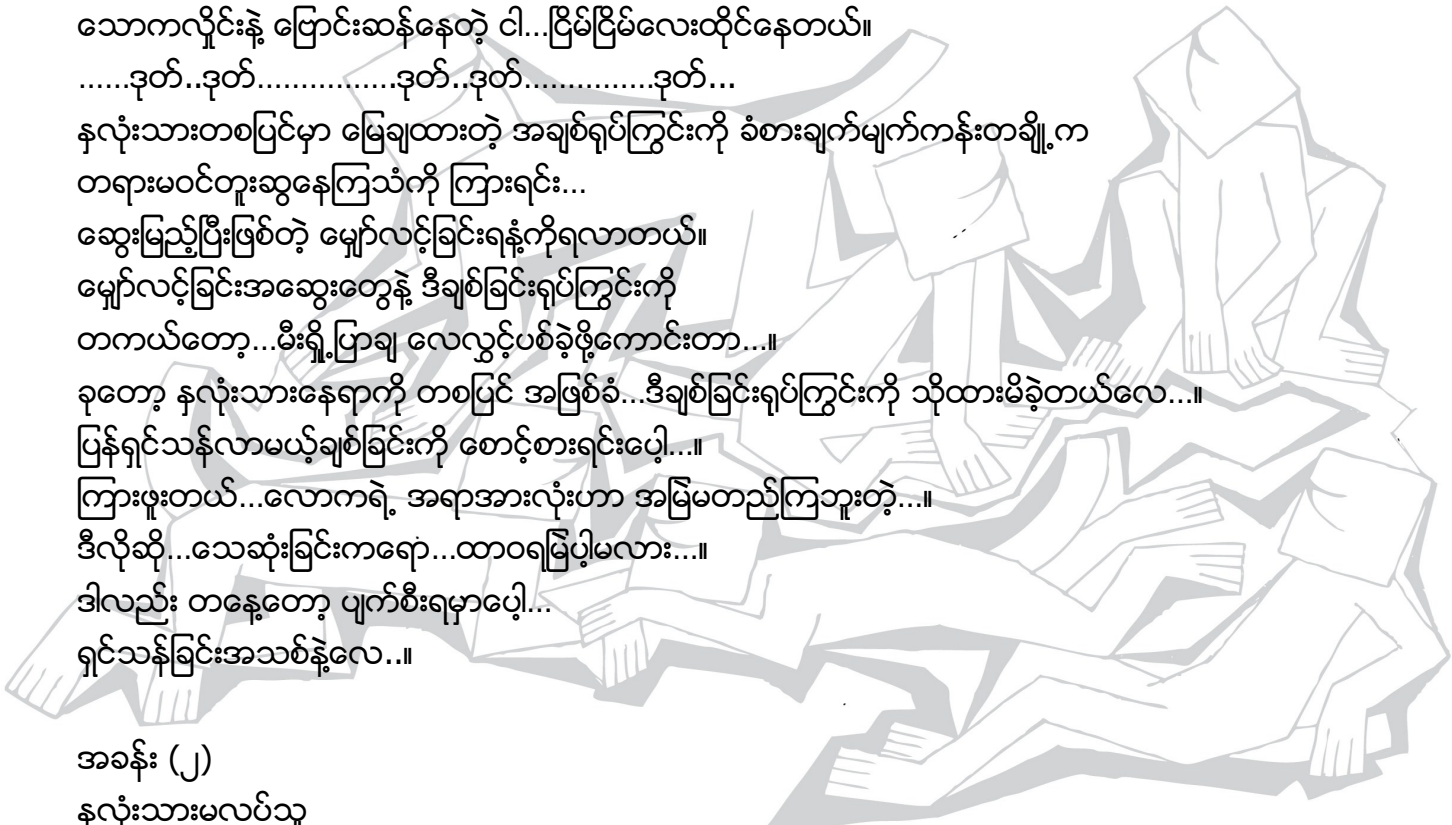 သောကလှိုင်းနဲ့ ဗြောင်းဆန်နေတဲ့ ငါ...ငြိမ်ငြိမ်လေးထိုင်နေတယ်။
......ဒုတ်..ဒုတ်................ဒုတ်..ဒုတ်...............ဒုတ်...
နှလုံးသားတစပြင်မှာ မြေချထားတဲ့ အချစ်ရုပ်ကြွင်းကို ခံစားချက်မျက်ကန်းတချို့က
တရားမဝင်တူးဆွနေကြသံကို ကြားရင်း...
ဆွေးမြည့်ပြီးဖြစ်တဲ့ မျှော်လင့်ခြင်းရနံ့ကိုရလာတယ်။
မျှော်လင့်ခြင်းအဆွေးတွေနဲ့ ဒီချစ်ခြင်းရုပ်ကြွင်းကို
တကယ်တော့...မီးရှို့ပြာချ လေလွှင့်ပစ်ခဲ့ဖို့ကောင်းတာ...။
ခုတော့ နှလုံးသားနေရာကို တစပြင် အဖြစ်ခံ...ဒီချစ်ခြင်းရုပ်ကြွင်းကို သိုထားမိခဲ့တယ်လေ...။
ပြန်ရှင်သန်လာမယ့်ချစ်ခြင်းကို စောင့်စားရင်းပေါ့...။
ကြားဖူးတယ်...လောကရဲ့ အရာအားလုံးဟာ အမြဲမတည်ကြဘူးတဲ့...။
ဒီလိုဆို...သေဆုံးခြင်းကရော...ထာဝရမြဲပါ့မလား...။
ဒါလည်း တနေ့တော့ ပျက်စီးရမှာပေါ့...
ရှင်သန်ခြင်းအသစ်နဲ့လေ..။
အခန်း (၂)
နလုံးသားမလပ်သူ